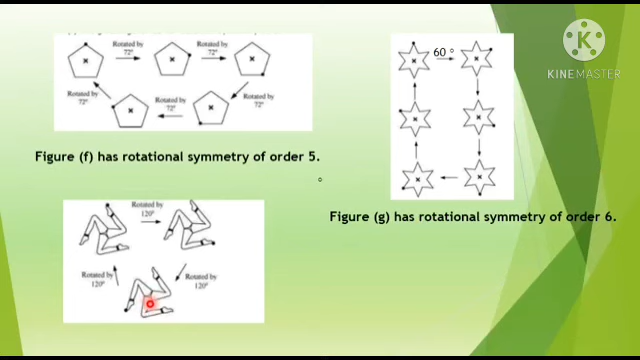 Rotated by
72°
Rotated by
72°
Rotated by
72°
Rotated by
72°
Rotated by
72°
Figure (f) has rotational symmetry of order 5.
60 °
K
KINEMASTER
Figure (g) has rotational symmetry of order 6.
Rotated by
120°
Rotated by
120°
Rotated by
120°